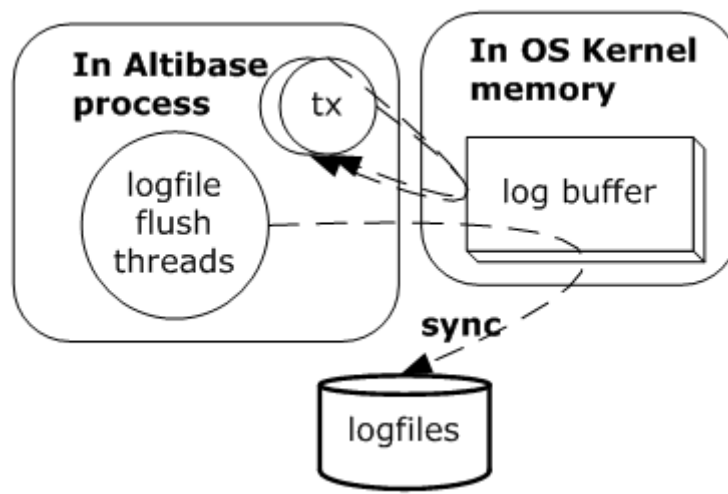 In Altibase
process
tx
logfile
flush
threads
In OS Kernel
memory
log buffer
sync
logfiles